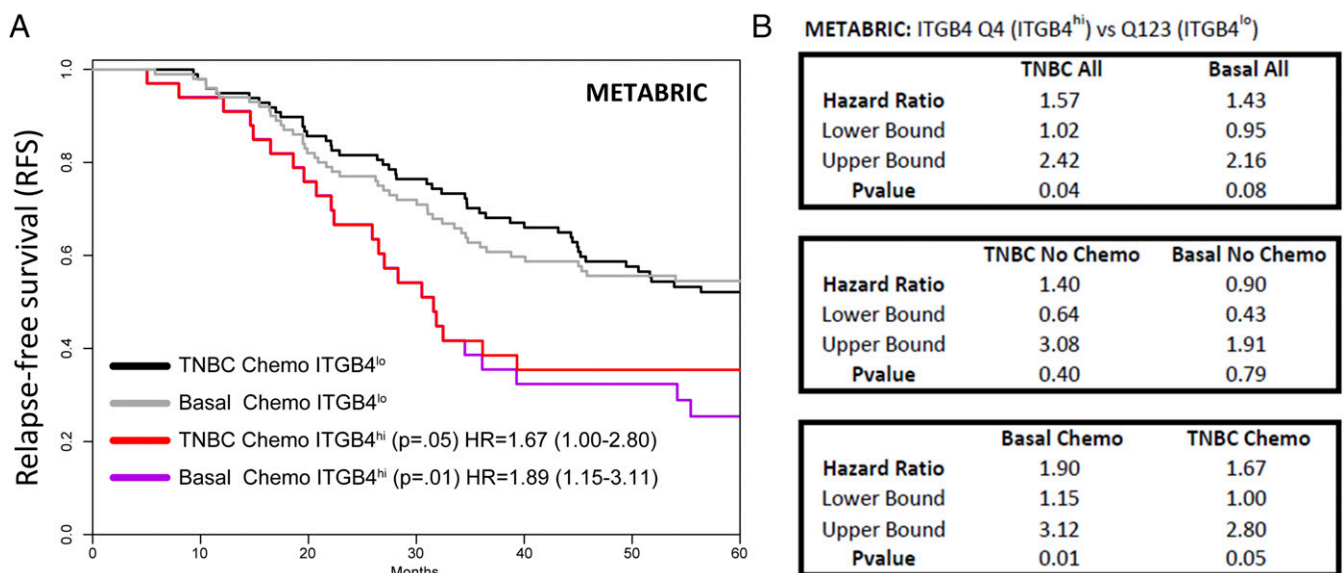 A
1.0
0.8
0.6
0.4
0.2
0.0
Relapse-free survival (RFS)
METABRIC
TNBC Chemo ITGB4lo
Basal Chemo ITGB4lo
TNBC Chemo ITGB4hi (p=.05) HR=1.67 (1.00-2.80)
Basal Chemo ITGB4hi (p=.01) HR=1.89 (1.15-3.11)
0 10 20 30 40 50 60
Months
B
METABRIC: ITGB4 Q4 (ITGB4hi) vs Q123 (ITGB4lo)
TNBC All Basal All
Hazard Ratio 1.57 1.43
Lower Bound 1.02 0.95
Upper Bound 2.42 2.16
Pvalue 0.04 0.08
TNBC No Chemo Basal No Chemo
Hazard Ratio 1.40 0.90
Lower Bound 0.64 0.43
Upper Bound 3.08 1.91
Pvalue 0.40 0.79
Basal Chemo TNBC Chemo
Hazard Ratio 1.90 1.67
Lower Bound 1.15 1.00
Upper Bound 3.12 2.80
Pvalue 0.01 0.05